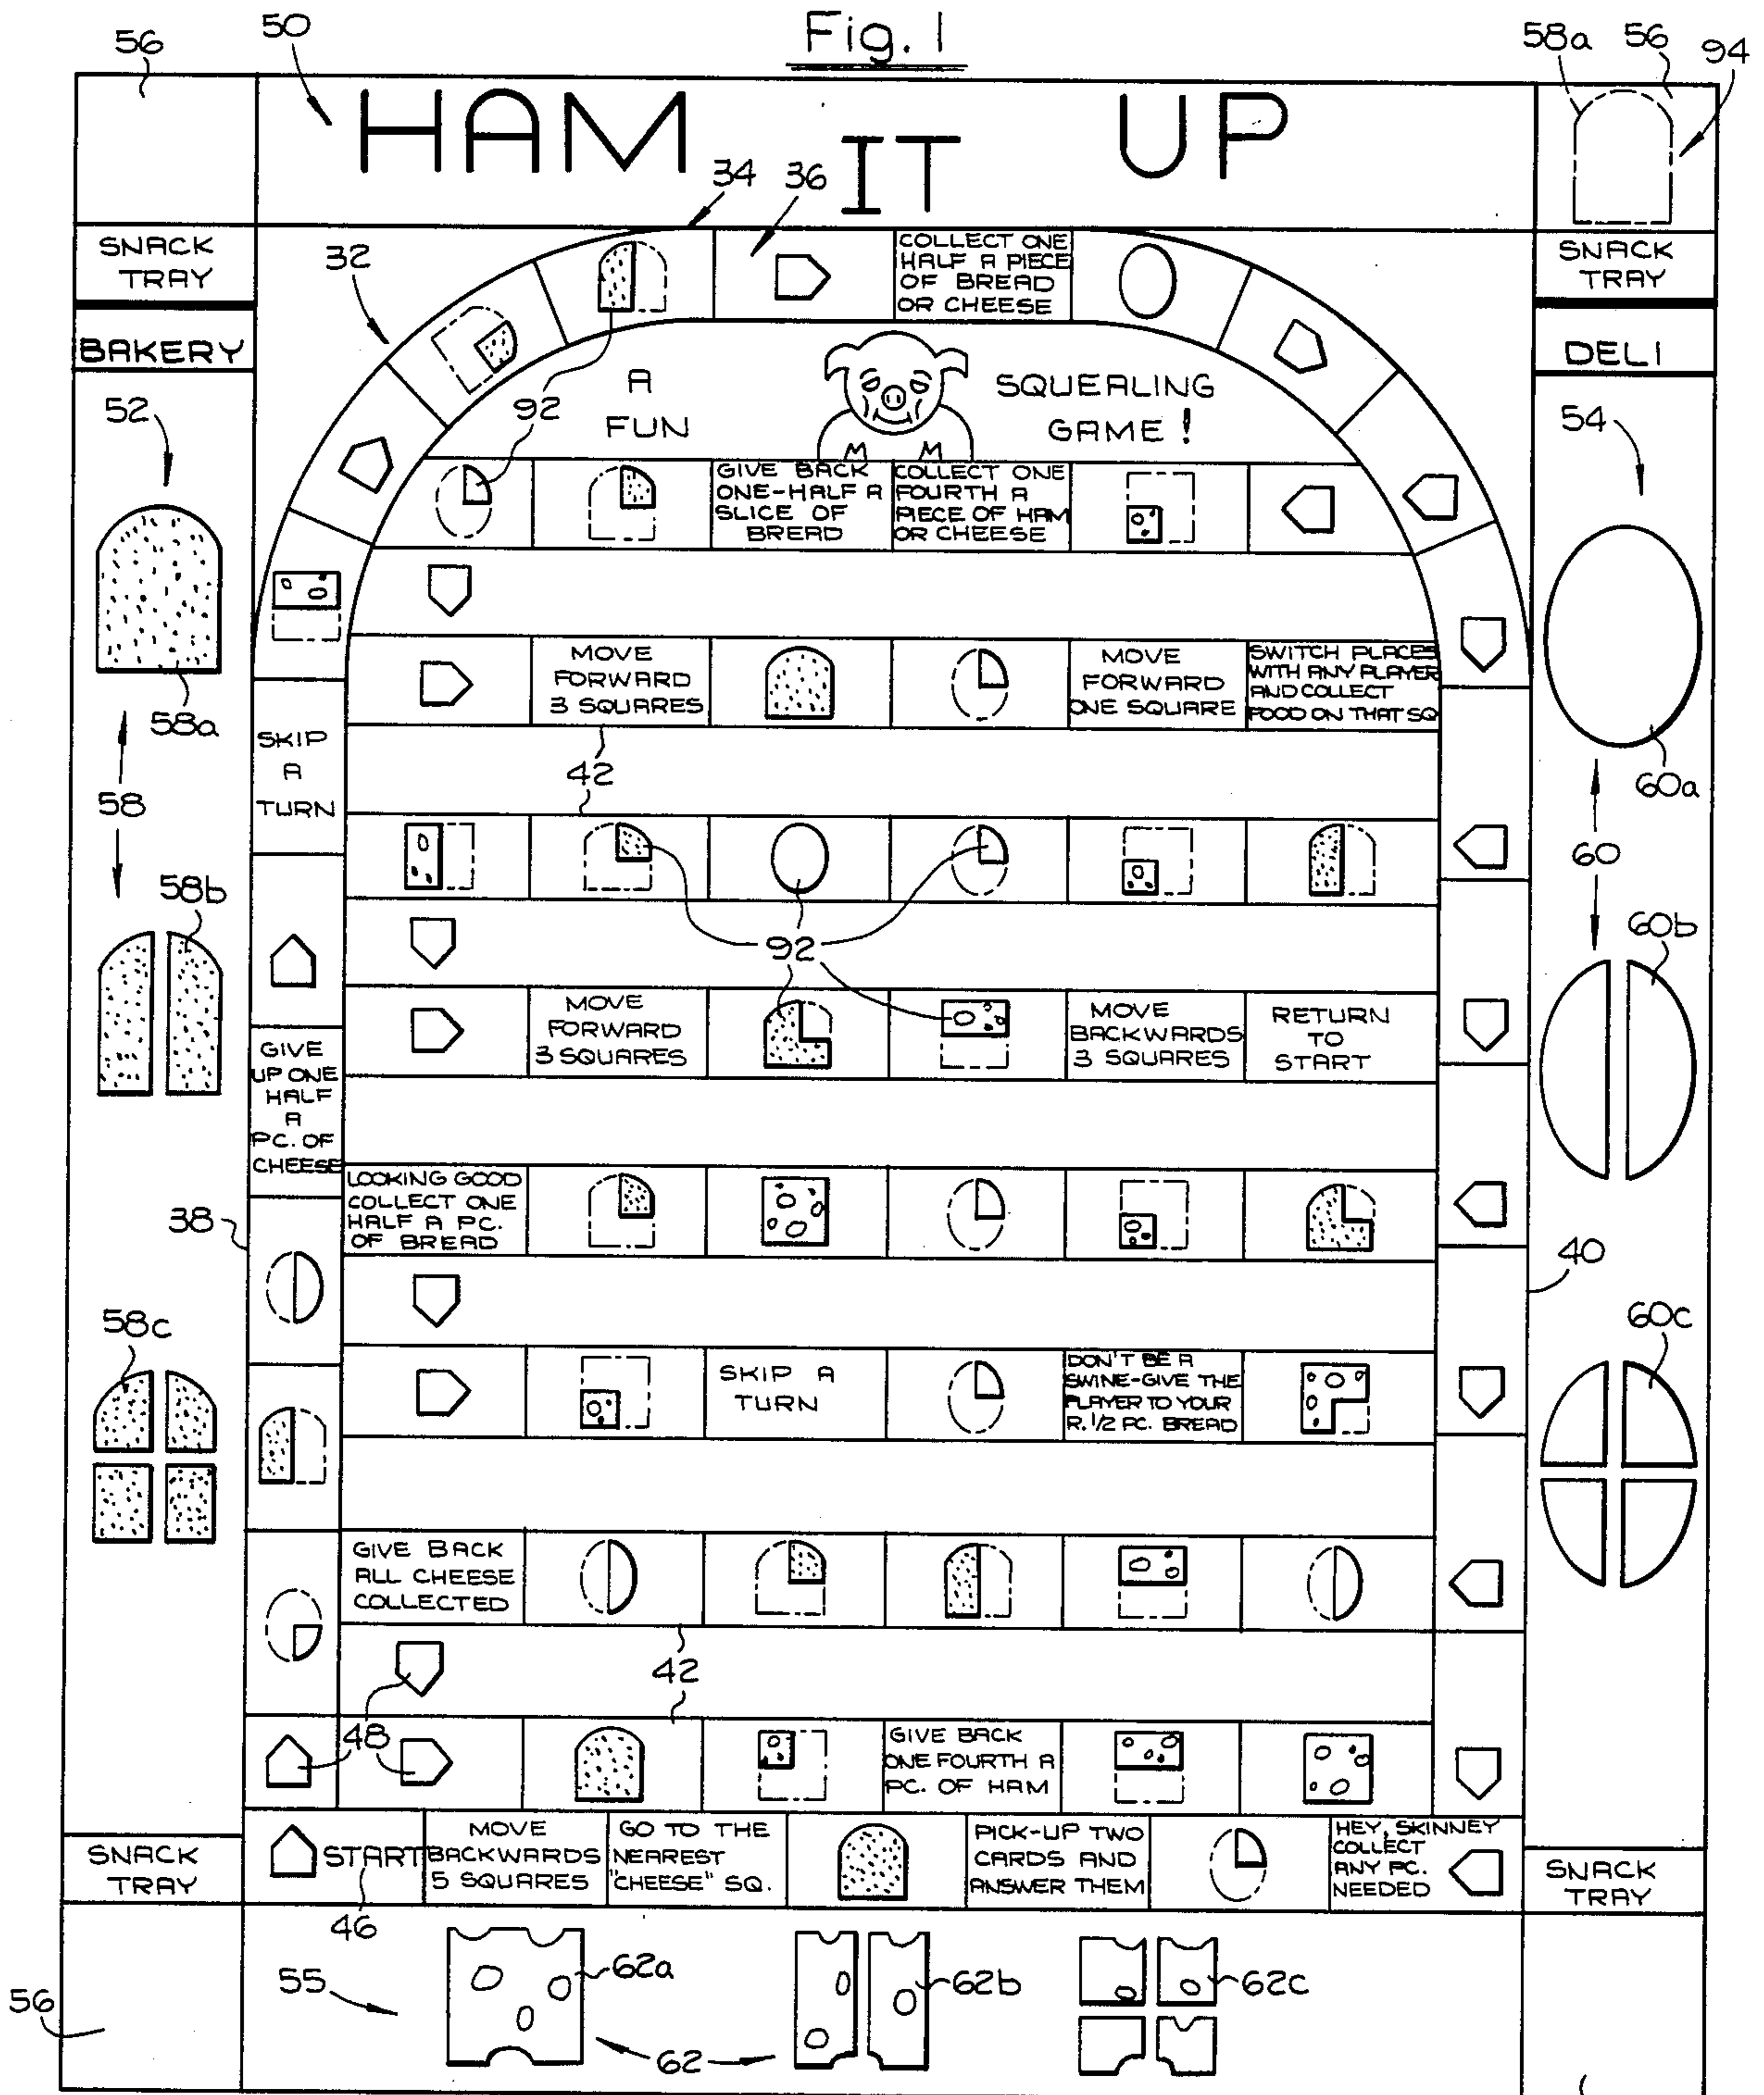 Fig. 1
56
50
58a
56
94
HAM IT UP
34
36
SNACK
TRAY
32
COLLECT ONE
HALF A PIECE
OF BREAD
OR CHEESE
SNACK
TRAY
BAKERY
DELI
A
FUN
SQUEALING
GAME!
M M
92
52
54
GIVE BACK
ONE-HALF A
SLICE OF
BREAD
COLLECT ONE
FOURTH A
PIECE OF HAM
OR CHEESE
58a
MOVE
FORWARD
3 SQUARES
MOVE
FORWARD
ONE SQUARE
SWITCH PLACES
WITH ANY PLAYER
AND COLLECT
FOOD ON THAT SQ
SKIP
A
TURN
42
58
60a
60
58b
92
60b
MOVE
FORWARD
3 SQUARES
MOVE
BACKWARDS
3 SQUARES
RETURN
TO
START
GIVE
UP ONE
HALF
A
PC. OF
CHEESE
LOOKING GOOD
COLLECT ONE
HALF A PC.
OF BREAD
38
40
58c
60c
SKIP A
TURN
DON'T BE A
SWINE-GIVE THE
PLAYER TO YOUR
R. 1/2 PC. BREAD
GIVE BACK
ALL CHEESE
COLLECTED
42
48
GIVE BACK
ONE FOURTH A
PC. OF HAM
SNACK
TRAY
START
MOVE
BACKWARDS
5 SQUARES
GO TO THE
NEAREST
"CHEESE" SQ.
PICK-UP TWO
CARDS AND
ANSWER THEM
HEY, SKINNEY
COLLECT
ANY PC.
NEEDED
SNACK
TRAY
46
56
55
62a
62b
62c
62